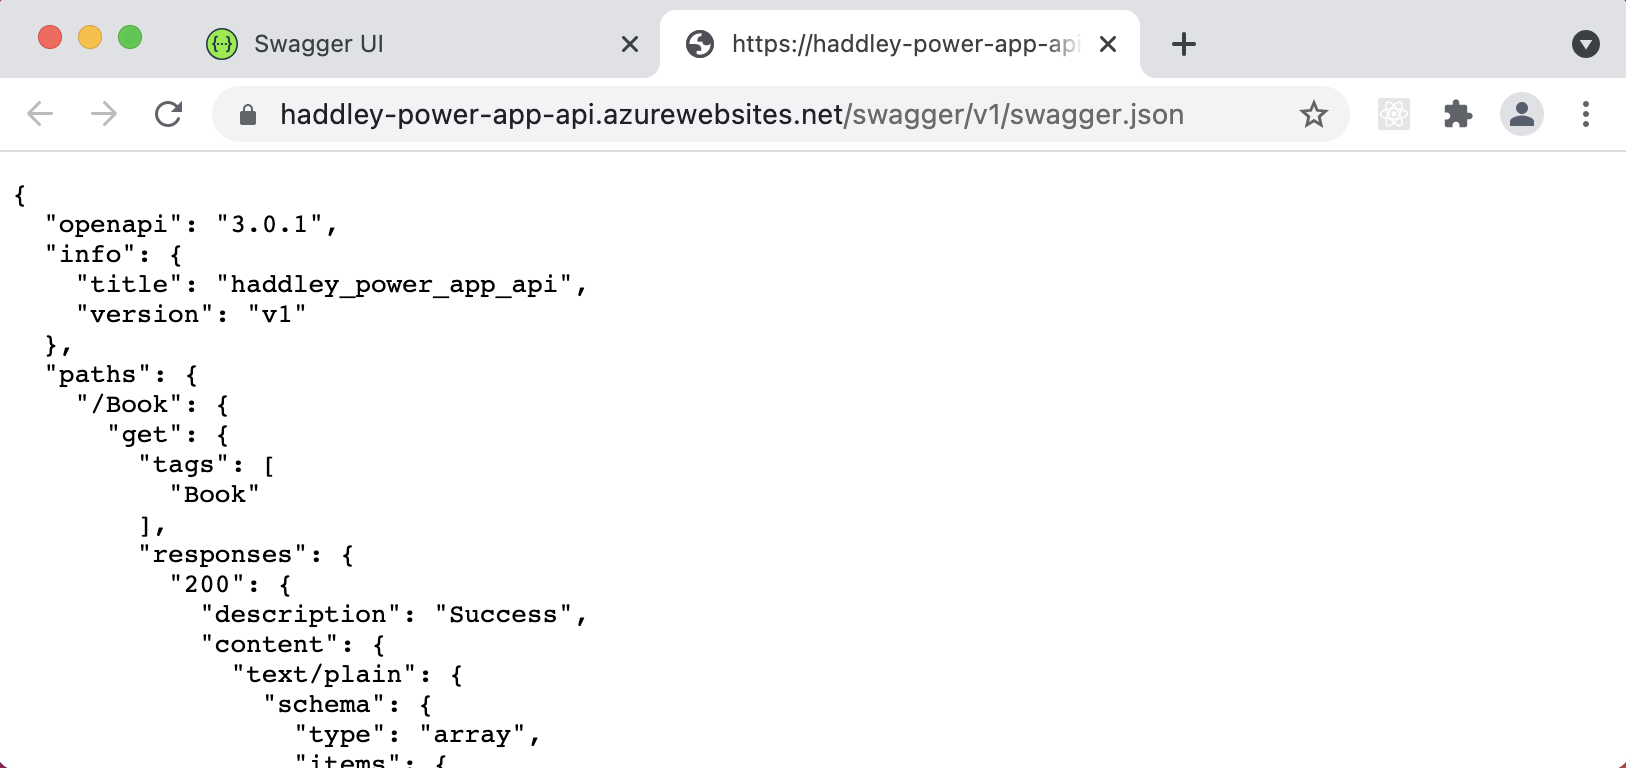 Swagger UI
https://haddley-power-app-api
haddley-power-app-api.azurewebsites.net/swagger/v1/swagger.json
{
  "openapi": "3.0.1",
  "info": {
    "title": "haddley_power_app_api",
    "version": "v1"
  },
  "paths": {
    "/Book": {
      "get": {
        "tags": [
          "Book"
        ],
        "responses": {
          "200": {
            "description": "Success",
            "content": {
              "text/plain": {
                "schema": {
                  "type": "array",
                  "items": {